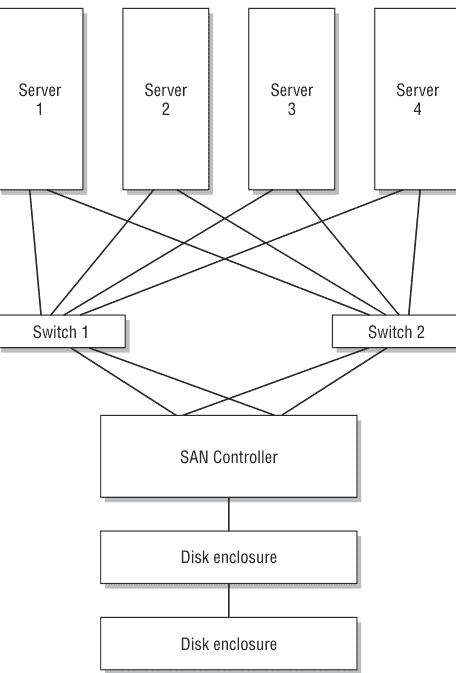 Server
1
Server
2
Server
3
Server
4
Switch 1
Switch 2
SAN Controller
Disk enclosure
Disk enclosure